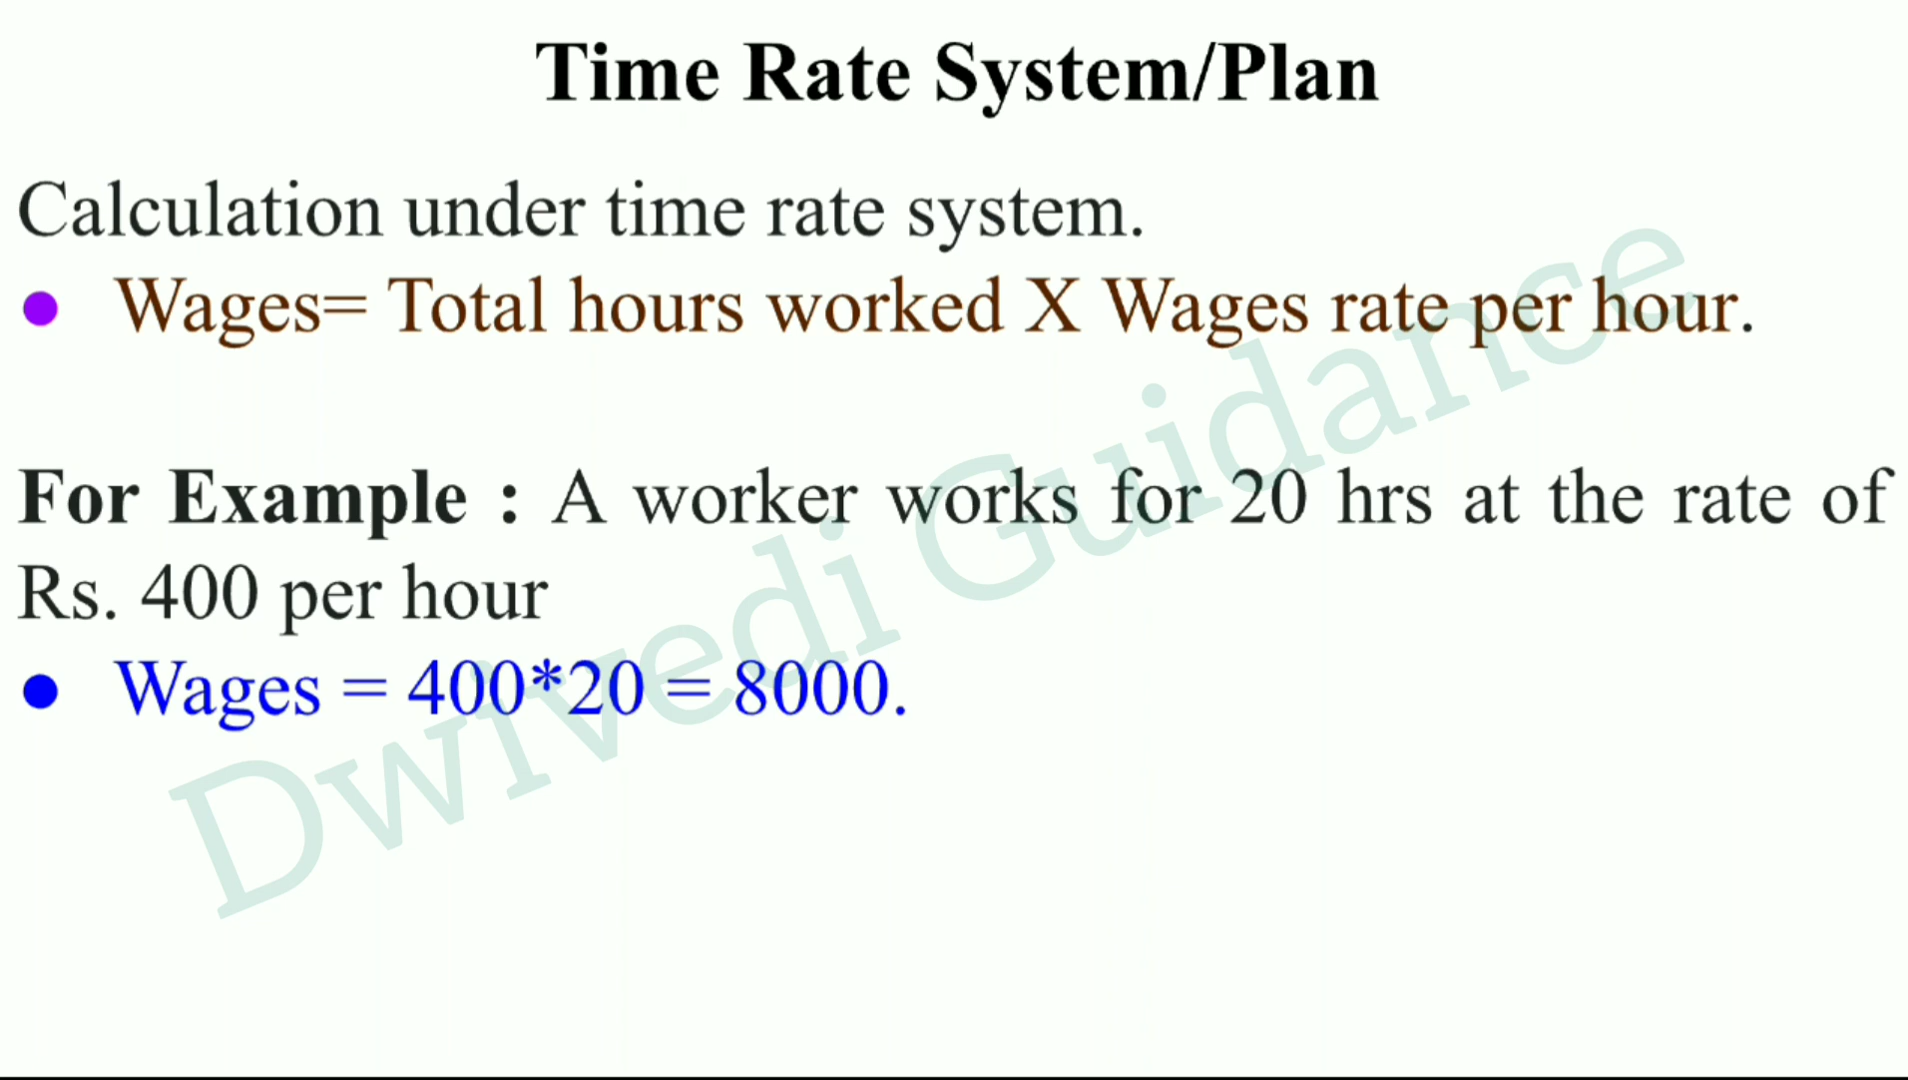 Time Rate System/Plan
Calculation under time rate system.
● Wages= Total hours worked X Wages rate per hour.
For Example : A worker works for 20 hrs at the rate of
Rs. 400 per hour
● Wages = 400*20 = 8000.
Dwivedi Guidance